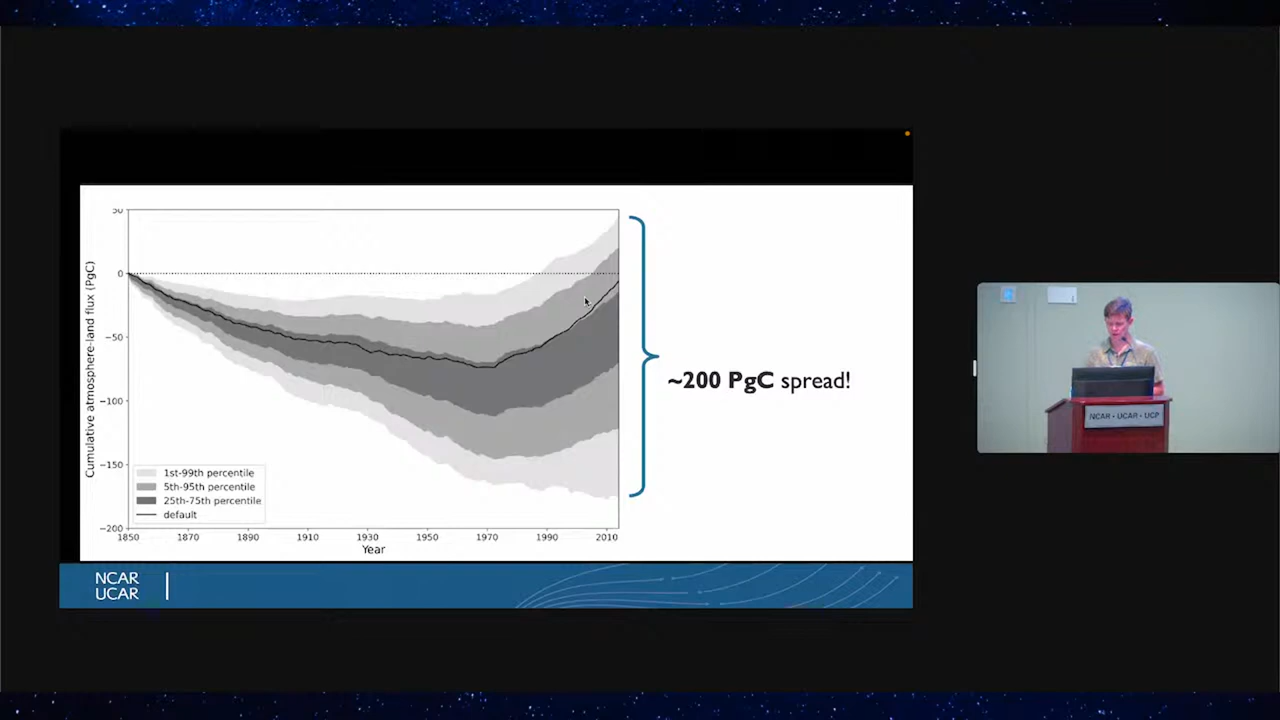 50
0
−50
−100
−150
−200
Cumulative atmosphere-land flux (PgC)
1st-99th percentile
5th-95th percentile
25th-75th percentile
default
1850 1870 1890 1910 1930 1950 1970 1990 2010
Year
~200 PgC spread!
NCAR
UCAR
NCAR • UCAR • UCP